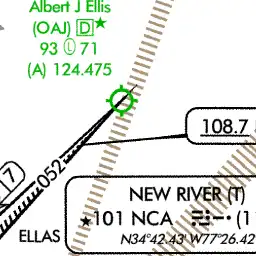 Albert J Ellis
(OAJ) D★
93 71
(A) 124.475
108.7
7
052
NEW RIVER (T)
★101 NCA (1
ELLAS
N34°42.43' W77°26.42